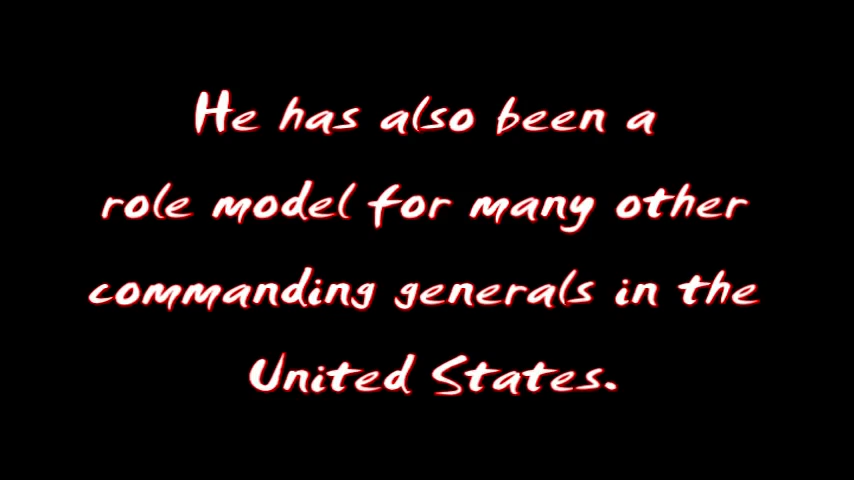 He has also been a
role model for many other
commanding generals in the
United States.